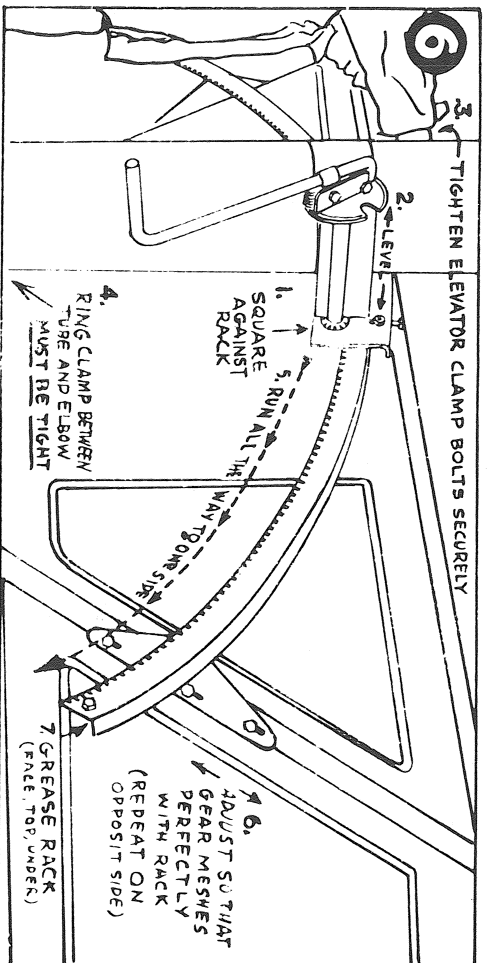 6
3. TIGHTEN ELEVATOR CLAMP BOLTS SECURELY
2.
LEVEL
1.
SQUARE
AGAINST
RACK
5. RUN ALL THE WAY TO ONE SIDE
4.
RING CLAMP BETWEEN
TUBE AND ELBOW
MUST BE TIGHT
6.
ADJUST SO THAT
GEAR MESHES
PERFECTLY
WITH RACK
(REPEAT ON
OPPOSIT SIDE)
7. GREASE RACK
(FACE, TOP, UNDER)